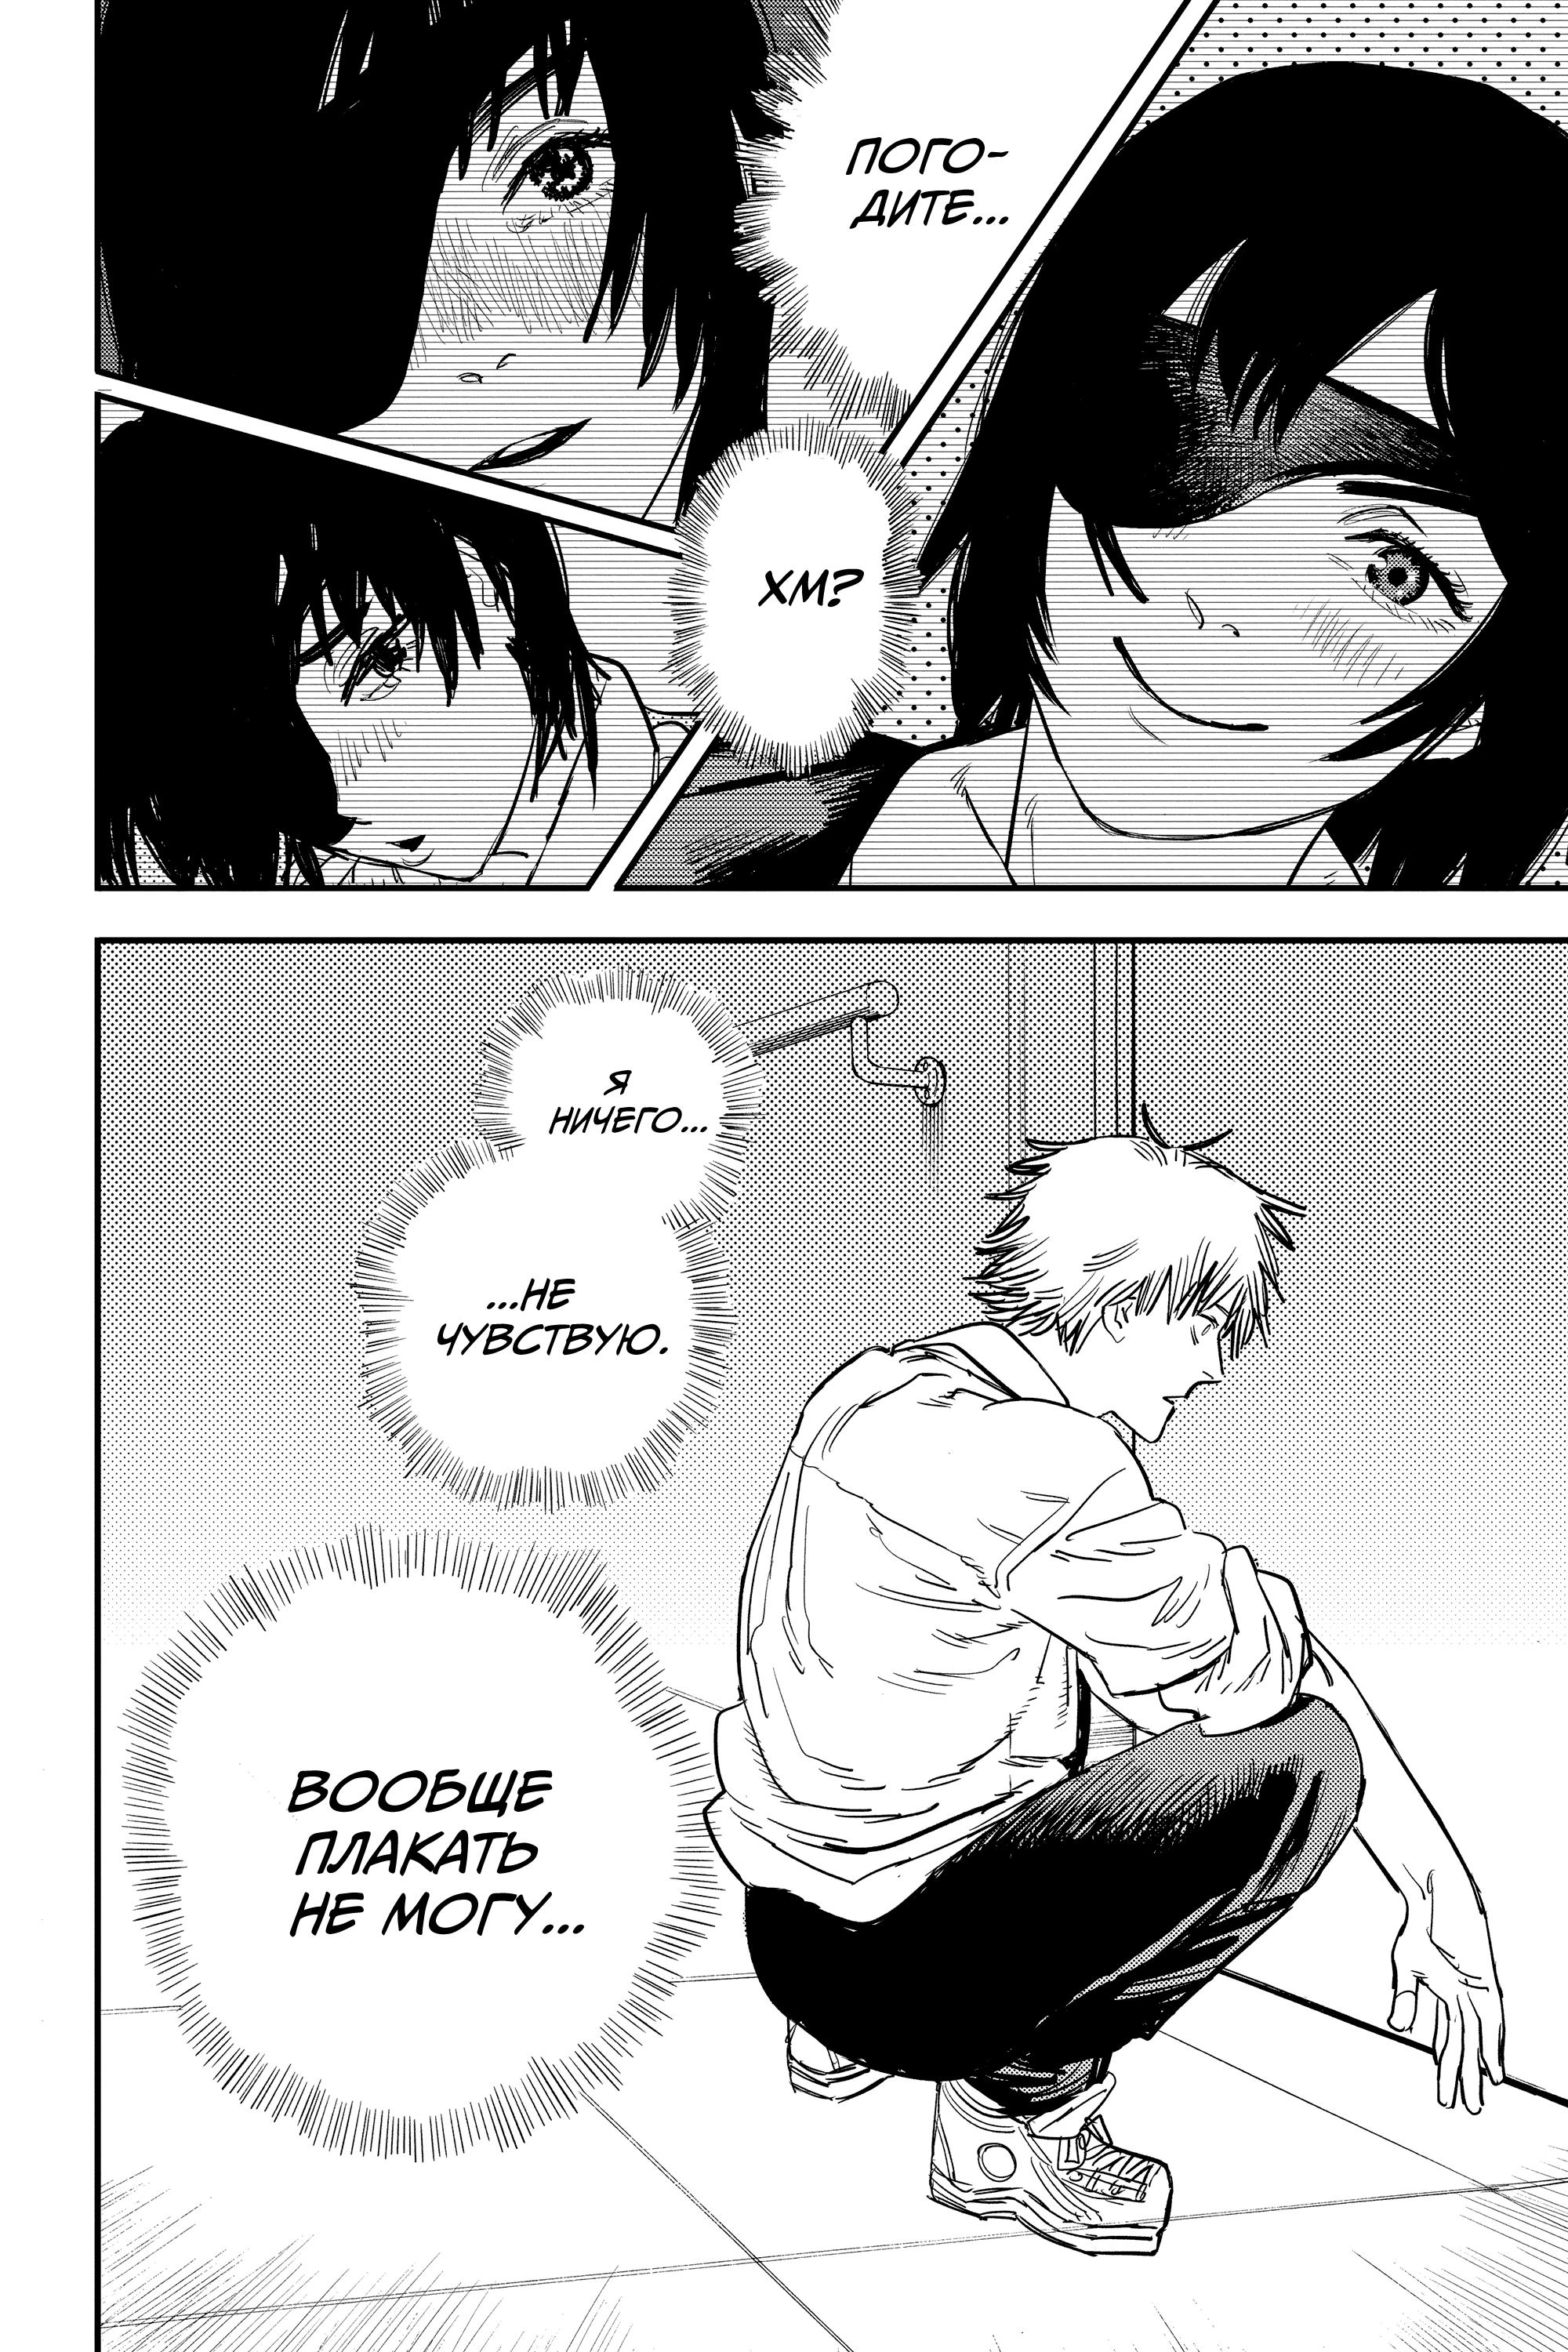 ПОГО-
ДИТЕ...
ХМ?
Я
НИЧЕГО...
...НЕ
ЧУВСТВУЮ.
ВООБЩЕ
ПЛАКАТЬ
НЕ МОГУ...